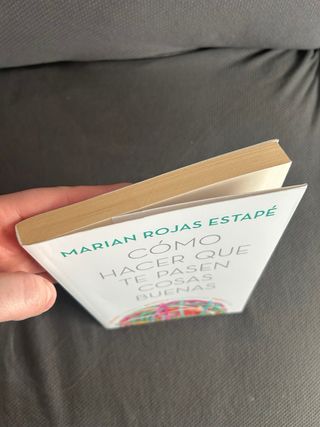 MARIAN ROJAS ESTAPÉ
CÓMO
HACER QUE
TE PASEN
COSAS
BUENAS